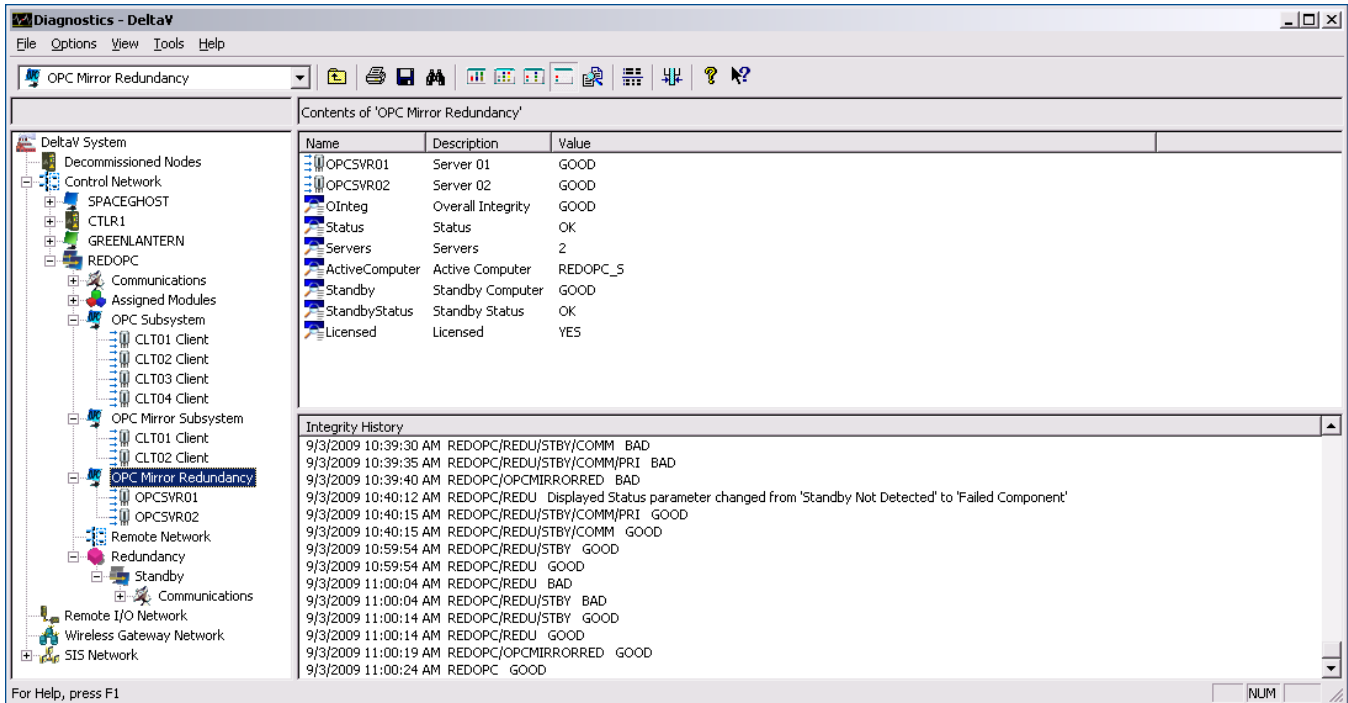 Diagnostics - DeltaV
File Options View Tools Help
OPC Mirror Redundancy
Contents of 'OPC Mirror Redundancy'
DeltaV System
Decommissioned Nodes
Control Network
SPACEGHOST
CTLR1
GREENLANTERN
REDOPC
Communications
Assigned Modules
OPC Subsystem
CLT01 Client
CLT02 Client
CLT03 Client
CLT04 Client
OPC Mirror Subsystem
CLT01 Client
CLT02 Client
OPC Mirror Redundancy
OPCSVR01
OPCSVR02
Remote Network
Redundancy
Standby
Communications
Remote I/O Network
Wireless Gateway Network
SIS Network
Name Description Value
OPCSVR01 Server 01 GOOD
OPCSVR02 Server 02 GOOD
OInteg Overall Integrity GOOD
Status Status OK
Servers Servers 2
ActiveComputer Active Computer REDOPC_S
Standby Standby Computer GOOD
StandbyStatus Standby Status OK
Licensed Licensed YES
Integrity History
9/3/2009 10:39:30 AM REDOPC/REDU/STBY/COMM BAD
9/3/2009 10:39:35 AM REDOPC/REDU/STBY/COMM/PRI BAD
9/3/2009 10:39:40 AM REDOPC/OPCMIRRORRED BAD
9/3/2009 10:40:12 AM REDOPC/REDU Displayed Status parameter changed from 'Standby Not Detected' to 'Failed Component'
9/3/2009 10:40:15 AM REDOPC/REDU/STBY/COMM/PRI GOOD
9/3/2009 10:40:15 AM REDOPC/REDU/STBY/COMM GOOD
9/3/2009 10:59:54 AM REDOPC/REDU/STBY GOOD
9/3/2009 10:59:54 AM REDOPC/REDU GOOD
9/3/2009 11:00:04 AM REDOPC/REDU BAD
9/3/2009 11:00:04 AM REDOPC/REDU/STBY BAD
9/3/2009 11:00:14 AM REDOPC/REDU/STBY GOOD
9/3/2009 11:00:14 AM REDOPC/REDU GOOD
9/3/2009 11:00:19 AM REDOPC/OPCMIRRORRED GOOD
9/3/2009 11:00:24 AM REDOPC GOOD
For Help, press F1
NUM